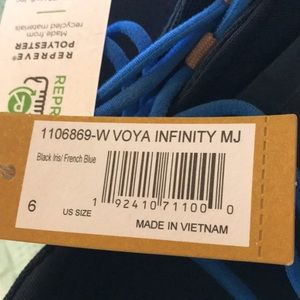 REPREVE
POLYESTER
Made from
recycled materials
REPR
1106869-W VOYA INFINITY MJ
Black Iris/ French Blue
6
US SIZE
1 92410 71100 0
MADE IN VIETNAM